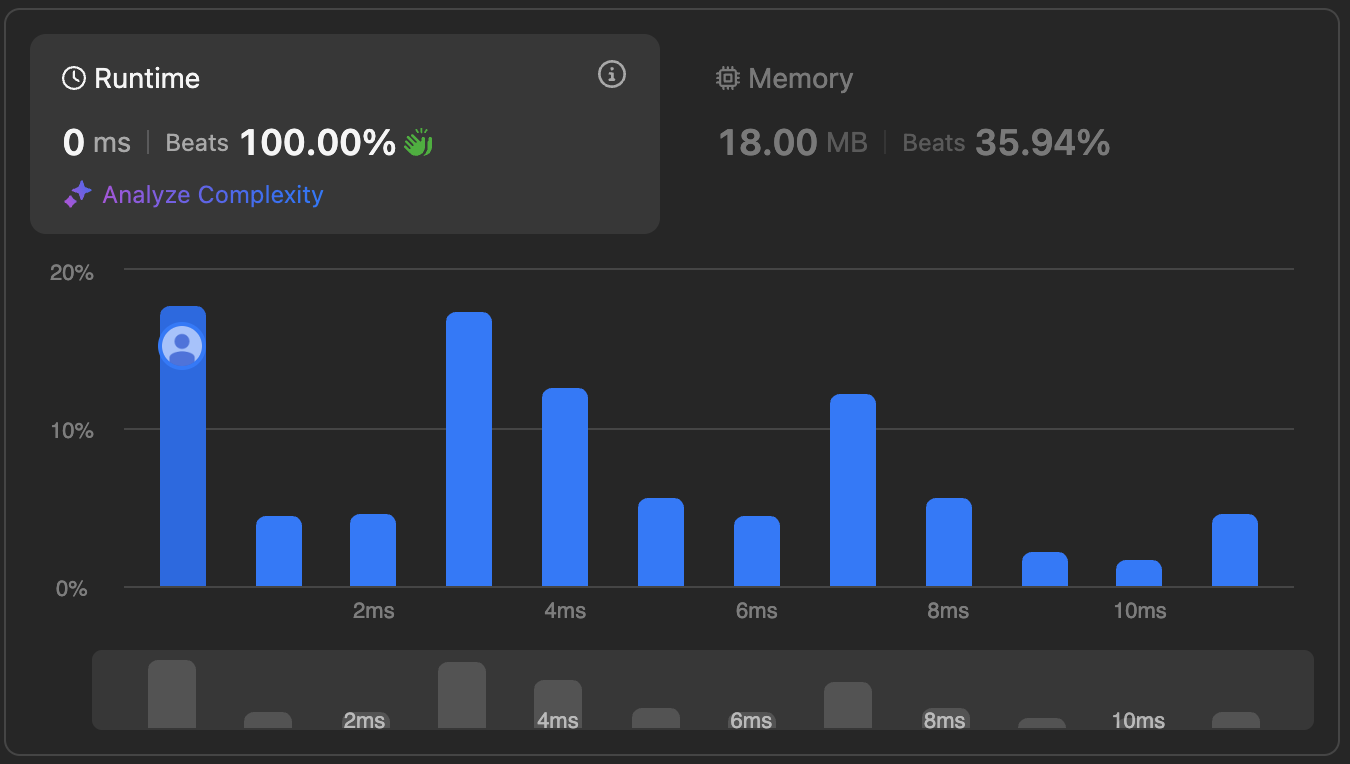 Runtime
0 ms | Beats 100.00%
Analyze Complexity
Memory
18.00 MB | Beats 35.94%
20%
10%
0%
2ms 4ms 6ms 8ms 10ms
2ms 4ms 6ms 8ms 10ms